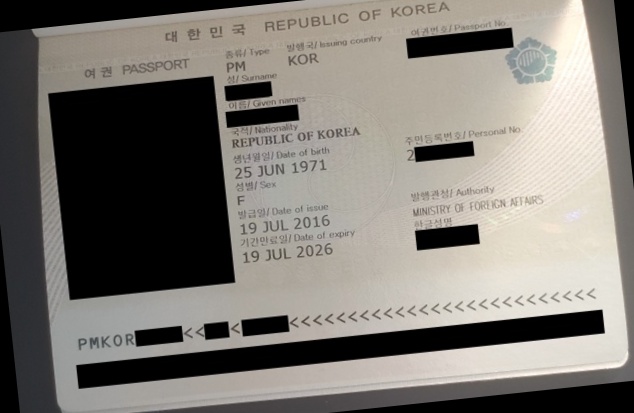 대한민국 REPUBLIC OF KOREA
여권 PASSPORT
종류/ Type 발행국/ Issuing country 여권번호/ Passport No.
PM KOR
성/ Surname
이름/ Given names
국적/ Nationality
REPUBLIC OF KOREA
주민등록번호/ Personal No.
2
생년월일/ Date of birth
25 JUN 1971
성별/ Sex
F
발행관청/ Authority
MINISTRY OF FOREIGN AFFAIRS
발급일/ Date of issue
19 JUL 2016
한글성명
기간만료일/ Date of expiry
19 JUL 2026
PMKOR<<<<<<<<<<<<<<<<<<<<<<<<<<<<<